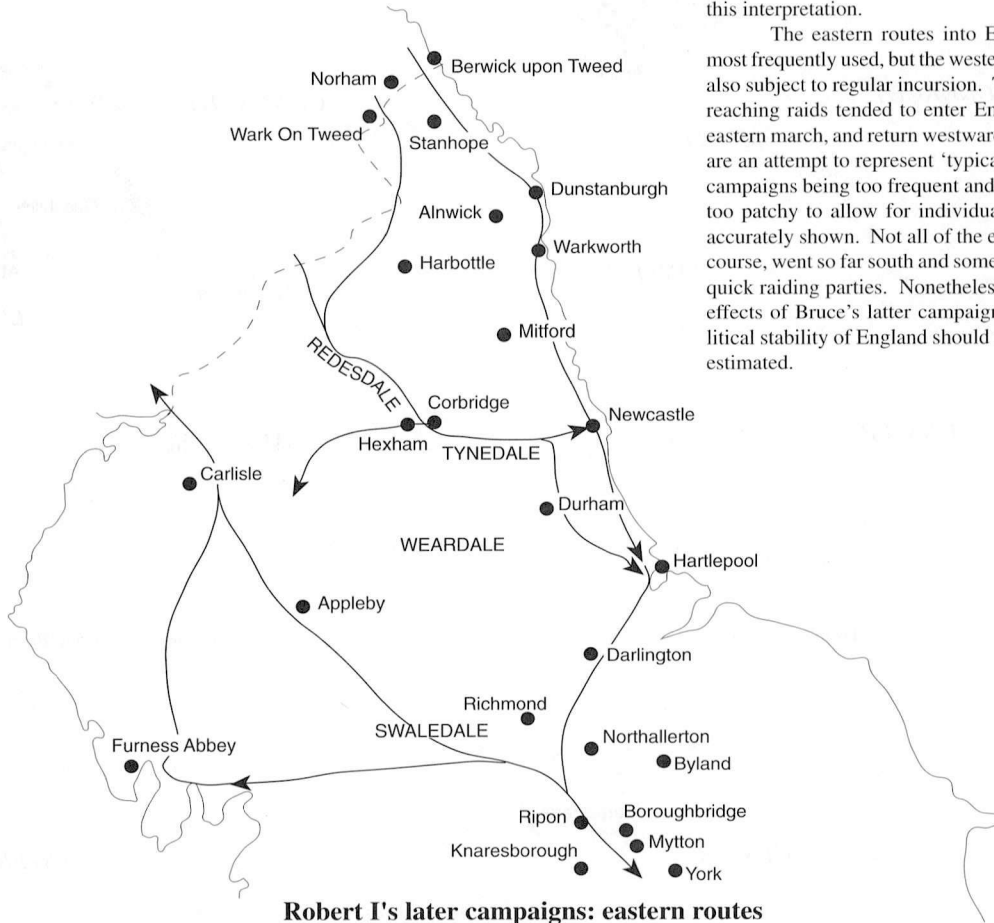 this interpretation.
The eastern routes into E
most frequently used, but the weste
also subject to regular incursion. T
reaching raids tended to enter En
eastern march, and return westwar
are an attempt to represent ‘typica
campaigns being too frequent and
too patchy to allow for individua
accurately shown. Not all of the e
course, went so far south and some
quick raiding parties. Nonetheles
effects of Bruce’s latter campaign
litical stability of England should
estimated.
Berwick upon Tweed
Norham
Wark On Tweed
Stanhope
Dunstanburgh
Alnwick
Warkworth
Harbottle
Mitford
REDESDALE
Corbridge
Newcastle
Hexham
TYNEDALE
Carlisle
Durham
WEARDALE
Hartlepool
Appleby
Darlington
Richmond
SWALEDALE
Northallerton
Furness Abbey
Byland
Ripon
Boroughbridge
Mytton
Knaresborough
York
Robert I's later campaigns: eastern routes